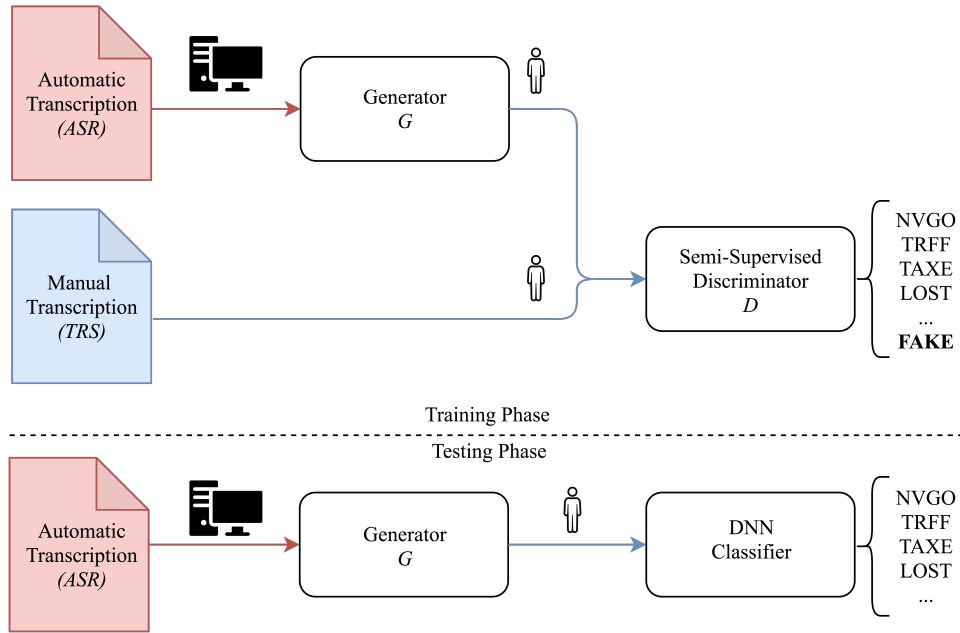 Automatic
Transcription
(ASR)
Generator
G
Manual
Transcription
(TRS)
Semi-Supervised
Discriminator
D
NVGO
TRFF
TAXE
LOST
...
FAKE
Training Phase
Testing Phase
Automatic
Transcription
(ASR)
Generator
G
DNN
Classifier
NVGO
TRFF
TAXE
LOST
...